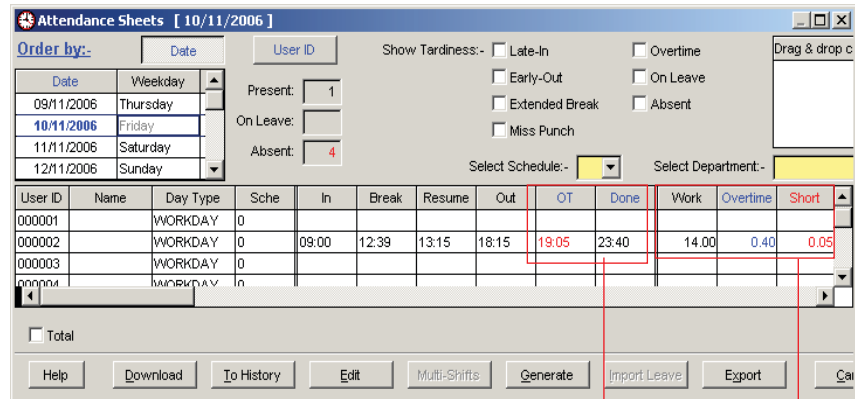 Attendance Sheets [ 10/11/2006 ]
Order by:- Date User ID Show Tardiness:- Late-In Overtime Drag & drop c
Date Weekday Early-Out On Leave
09/11/2006 Thursday Present: 1 Extended Break Absent
10/11/2006 Friday On Leave: Miss Punch
11/11/2006 Saturday Absent: 4
12/11/2006 Sunday Select Schedule:- Select Department:-
User ID Name Day Type Sche In Break Resume Out OT Done Work Overtime Short
000001 WORKDAY 0
000002 WORKDAY 0 09:00 12:39 13:15 18:15 19:05 23:40 14.00 0.40 0.05
000003 WORKDAY 0
000004 WORKDAY 0
Total
Help Download To History Edit Multi-Shifts Generate Import Leave Export Ca